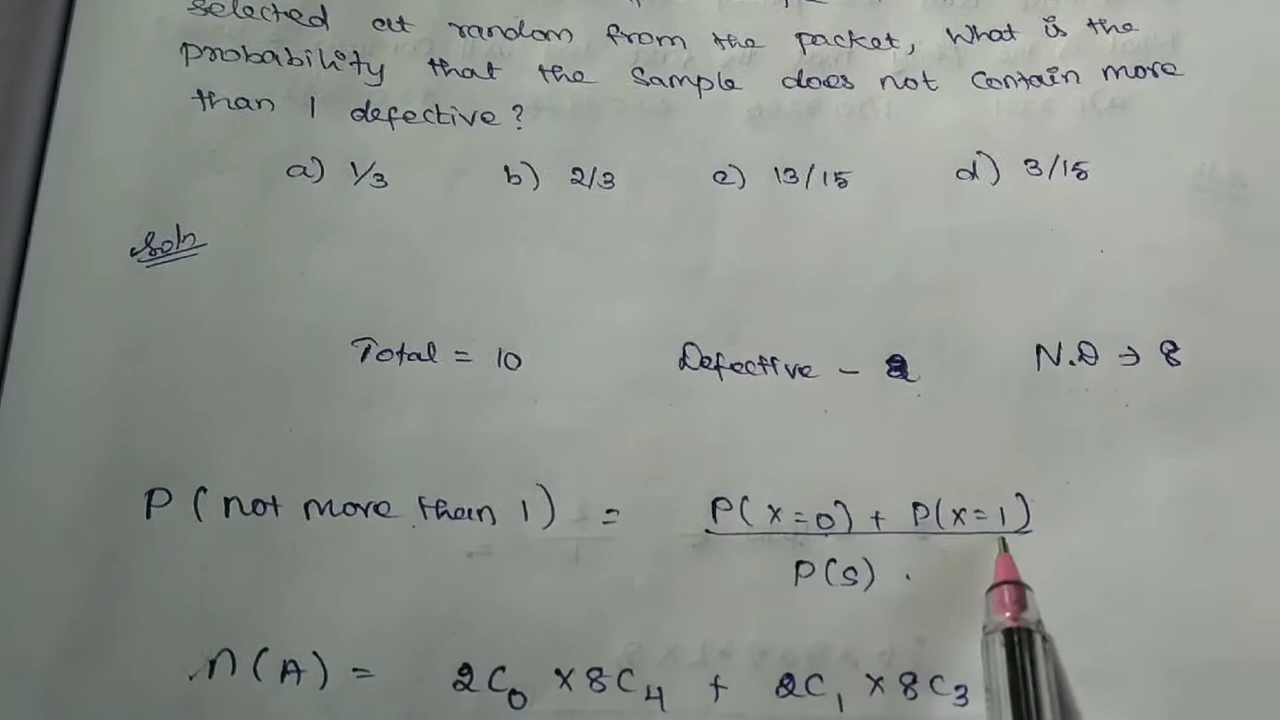 selected at random from the packet, What is the
probability that the sample does not contain more
than 1 defective?
a) 1/3 b) 2/3 c) 13/15 d) 3/15
Soln
Total = 10 Defective - 2 N.D → 8
P ( not more than 1 ) = P(x=0) + P(x=1)
P(S) .
n(A) = 2C0 x 8C4 + 2C1 x 8C3